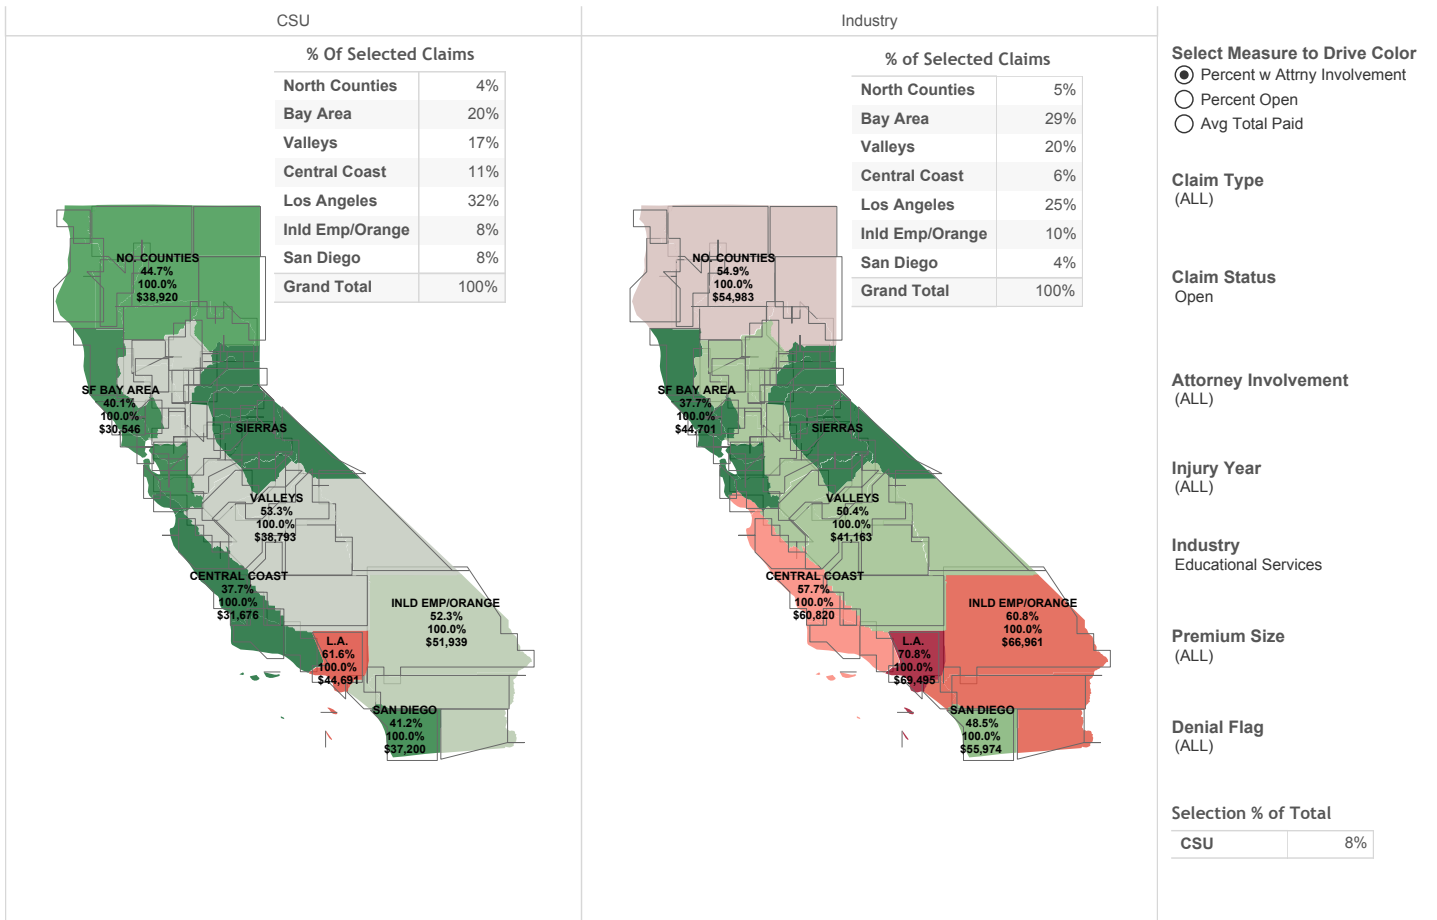 CSU
% Of Selected Claims
North Counties 4%
Bay Area 20%
Valleys 17%
Central Coast 11%
Los Angeles 32%
Inld Emp/Orange 8%
San Diego 8%
Grand Total 100%
NO. COUNTIES
44.7%
100.0%
$38,920
SF BAY AREA
40.1%
100.0%
$30,546
SIERRAS
VALLEYS
53.3%
100.0%
$38,793
CENTRAL COAST
37.7%
100.0%
$31,676
INLD EMP/ORANGE
52.3%
100.0%
$51,939
L.A.
61.6%
100.0%
$44,691
SAN DIEGO
41.2%
100.0%
$37,200
Industry
% of Selected Claims
North Counties 5%
Bay Area 29%
Valleys 20%
Central Coast 6%
Los Angeles 25%
Inld Emp/Orange 10%
San Diego 4%
Grand Total 100%
NO. COUNTIES
54.9%
100.0%
$54,983
SF BAY AREA
37.7%
100.0%
$44,701
SIERRAS
VALLEYS
50.4%
100.0%
$41,163
CENTRAL COAST
57.7%
100.0%
$60,820
INLD EMP/ORANGE
60.8%
100.0%
$66,961
L.A.
70.8%
100.0%
$69,495
SAN DIEGO
48.5%
100.0%
$55,974
Select Measure to Drive Color
Percent w Attrny Involvement
Percent Open
Avg Total Paid
Claim Type
(ALL)
Claim Status
Open
Attorney Involvement
(ALL)
Injury Year
(ALL)
Industry
Educational Services
Premium Size
(ALL)
Denial Flag
(ALL)
Selection % of Total
CSU 8%